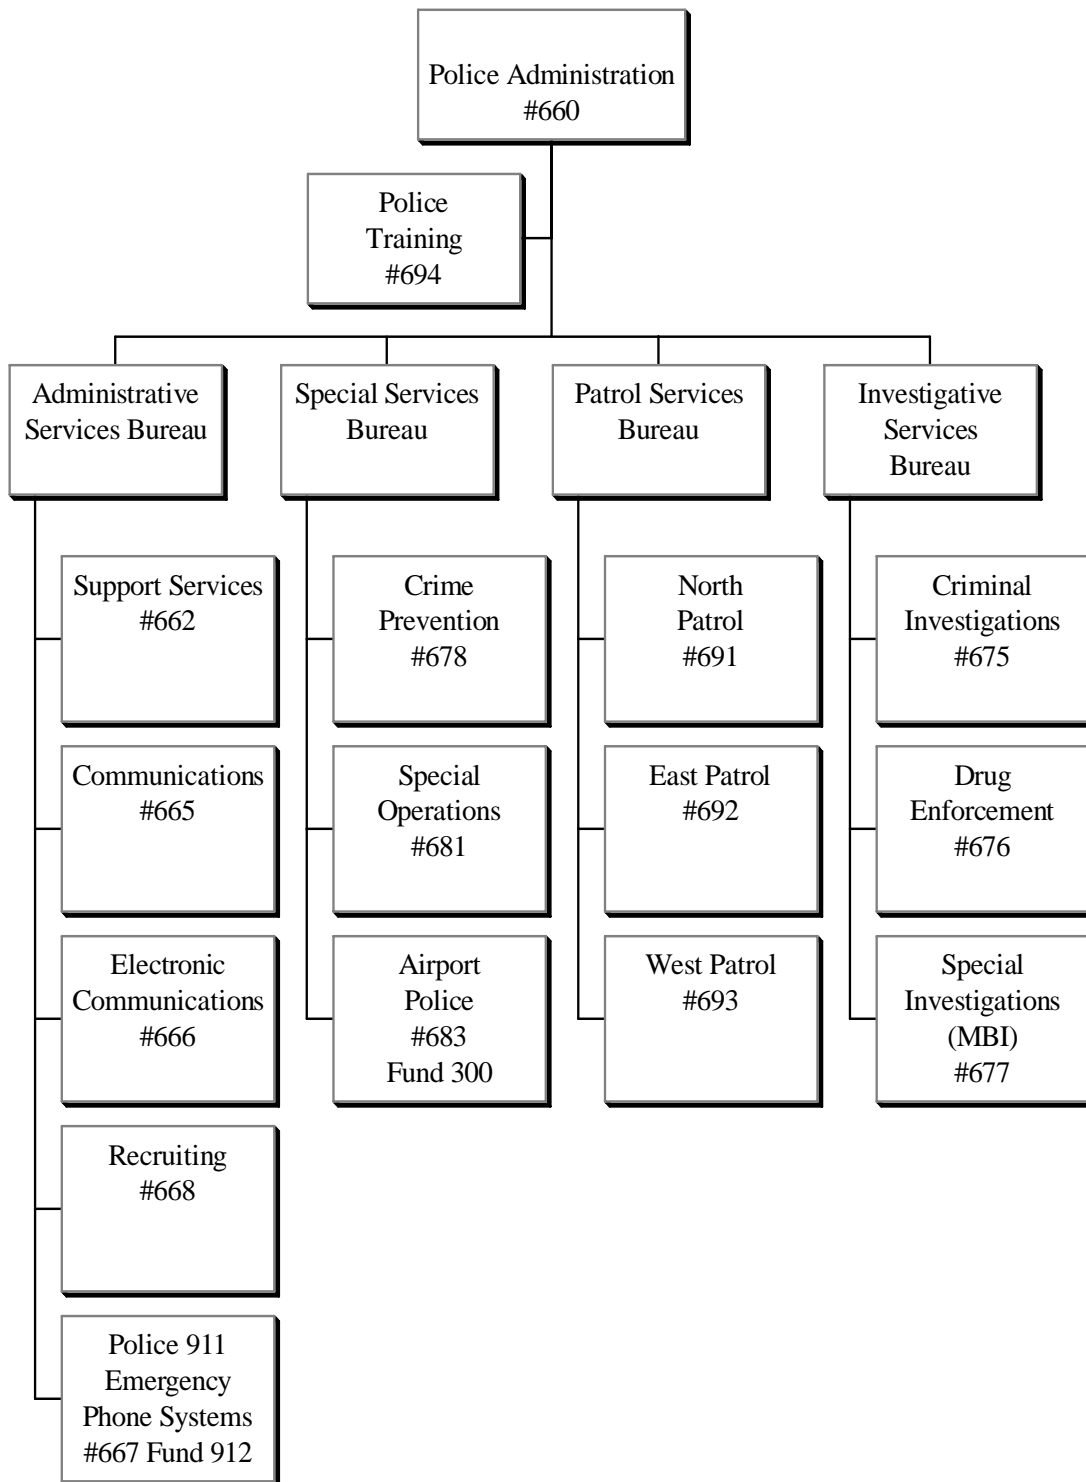 Police Administration
#660
Police
Training
#694
Administrative
Services Bureau
Special Services
Bureau
Patrol Services
Bureau
Investigative
Services
Bureau
Support Services
#662
Crime
Prevention
#678
North
Patrol
#691
Criminal
Investigations
#675
Communications
#665
Special
Operations
#681
East Patrol
#692
Drug
Enforcement
#676
Electronic
Communications
#666
Airport
Police
#683
Fund 300
West Patrol
#693
Special
Investigations
(MBI)
#677
Recruiting
#668
Police 911
Emergency
Phone Systems
#667 Fund 912